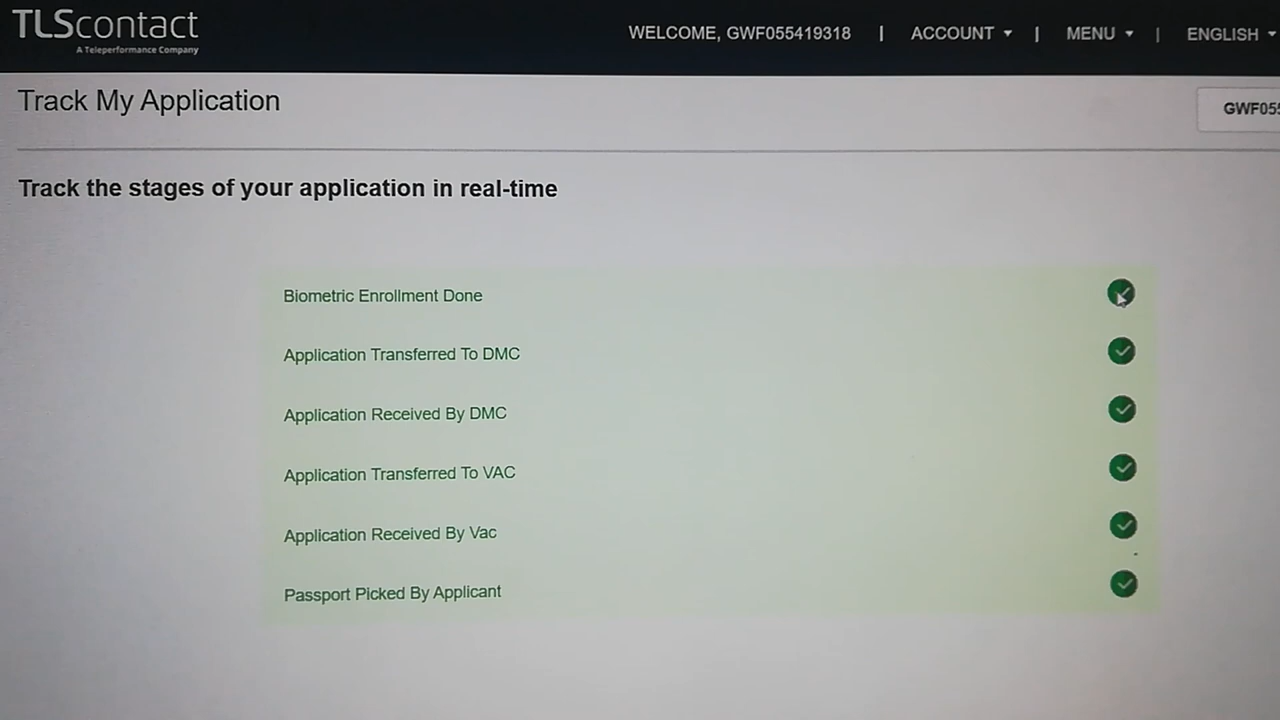 TLScontact
A Teleperformance Company
WELCOME, GWF055419318 | ACCOUNT | MENU | ENGLISH
Track My Application
GWF055
Track the stages of your application in real-time
Biometric Enrollment Done
Application Transferred To DMC
Application Received By DMC
Application Transferred To VAC
Application Received By Vac
Passport Picked By Applicant